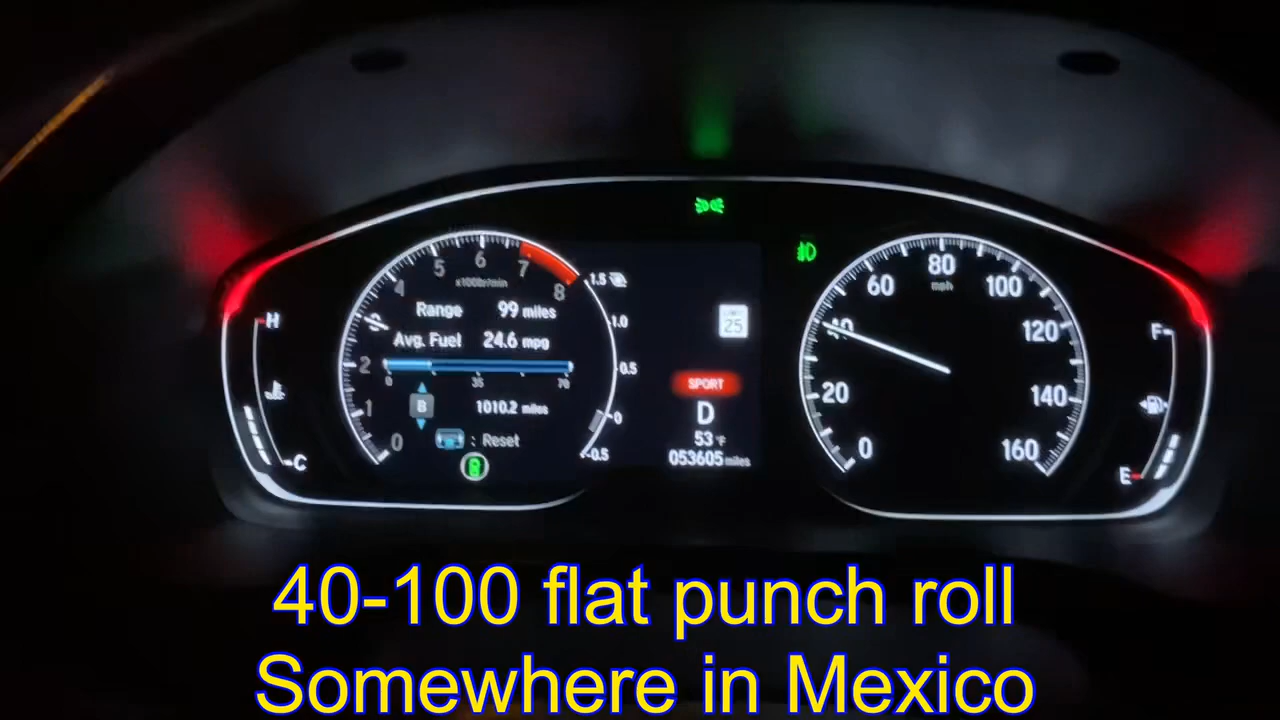 5 6 7
x1000r/min
4 8
Range 99 miles
3
Avg. Fuel 24.6 mpg
2
0 35 70
B 1010.2 miles
1
0 : Reset
H
C
1.5
1.0
0.5
0
-0.5
LIMIT
25
SPORT
D
53 °F
053605 miles
60 80 100
mph
40 120
20 140
0 160
F
E
40-100 flat punch roll
Somewhere in Mexico